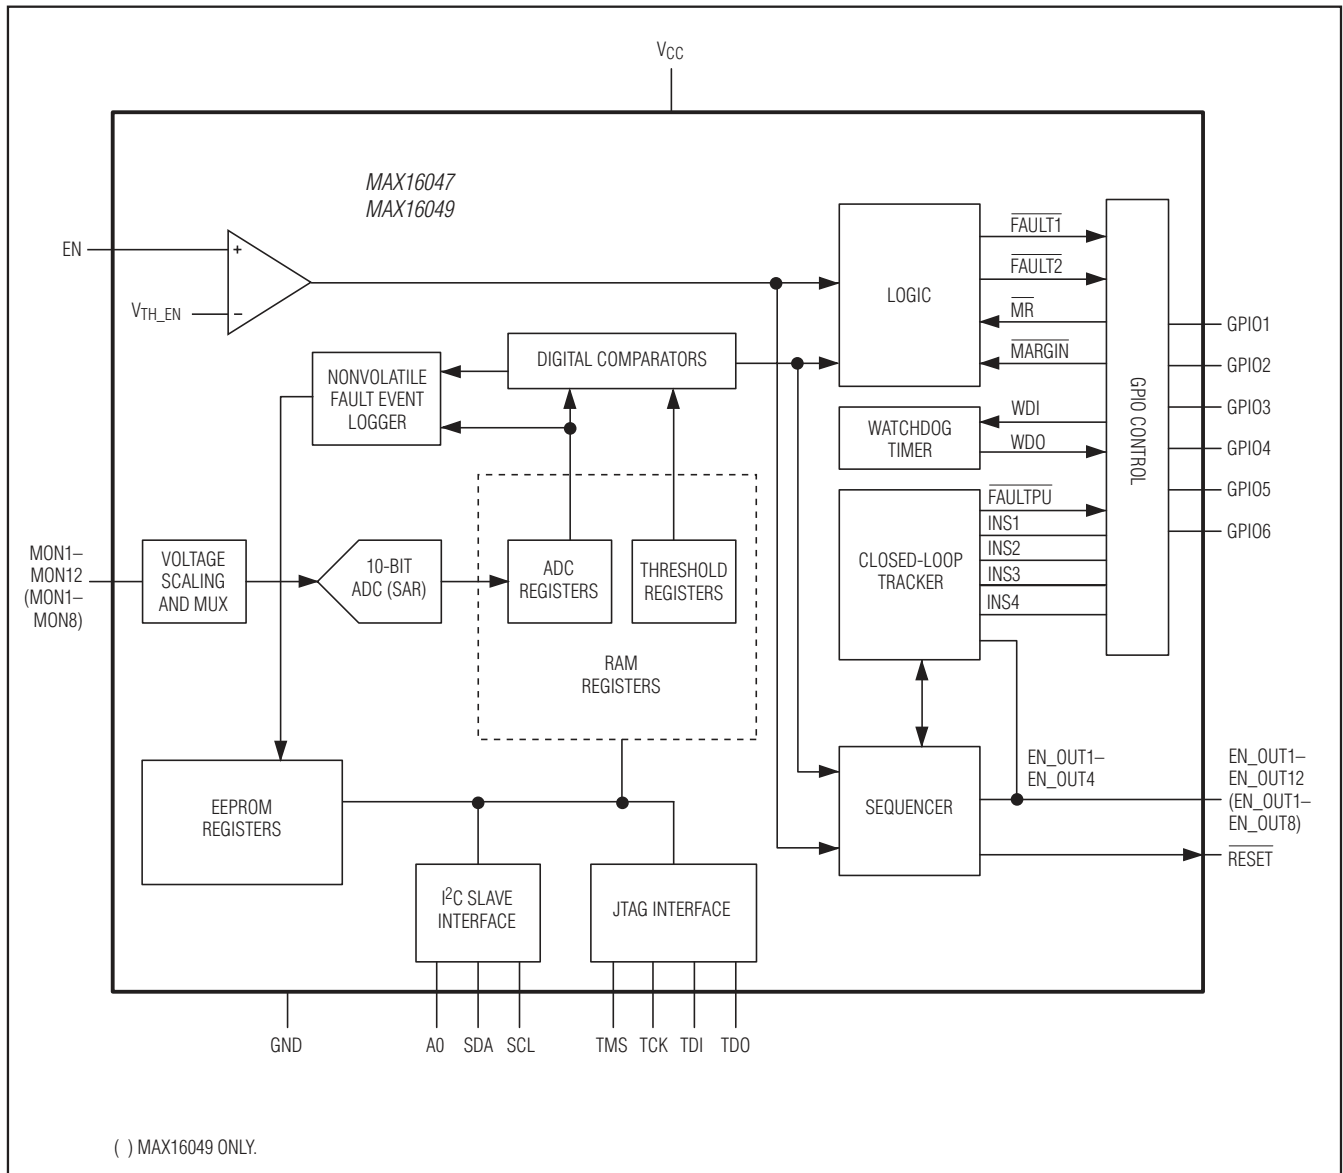 VCC
MAX16047
MAX16049
EN
+
VTH_EN
−
LOGIC
FAULT1
FAULT2
MR
MARGIN
GPIO CONTROL
GPIO1
GPIO2
GPIO3
GPIO4
GPIO5
GPIO6
DIGITAL COMPARATORS
NONVOLATILE
FAULT EVENT
LOGGER
WATCHDOG
TIMER
WDI
WDO
CLOSED-LOOP
TRACKER
FAULTPU
INS1
INS2
INS3
INS4
MON1–
MON12
(MON1–
MON8)
VOLTAGE
SCALING
AND MUX
10-BIT
ADC (SAR)
ADC
REGISTERS
THRESHOLD
REGISTERS
RAM
REGISTERS
EEPROM
REGISTERS
SEQUENCER
EN_OUT1–
EN_OUT4
EN_OUT1–
EN_OUT12
(EN_OUT1–
EN_OUT8)
RESET
I2C SLAVE
INTERFACE
JTAG INTERFACE
GND
A0
SDA
SCL
TMS
TCK
TDI
TDO
( ) MAX16049 ONLY.